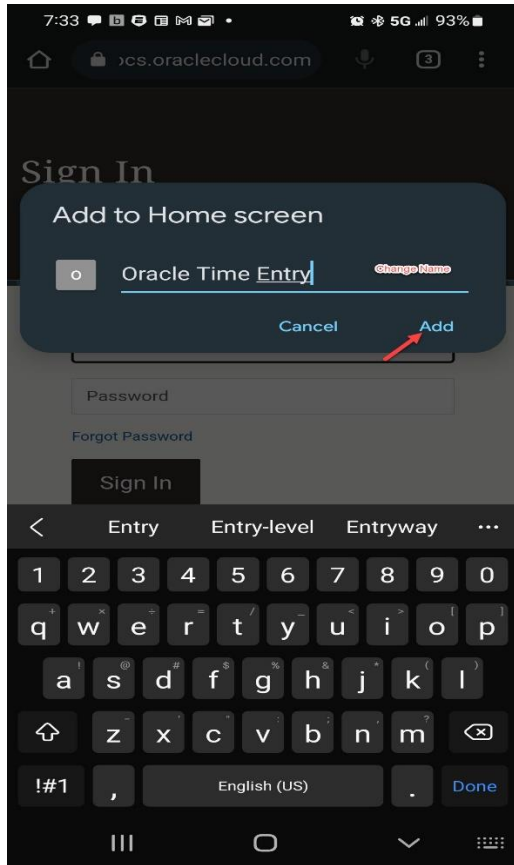 7:33 5G 93%
ocs.oraclecloud.com 3
Sign In
Add to Home screen
O Oracle Time Entry Change Name
Cancel Add
Password
Forgot Password
Sign In
Entry Entry-level Entryway ...
1 2 3 4 5 6 7 8 9 0
+ × ÷ = / _ < > [ ]
q w e r t y u i o p
! @ # $ % & * ( )
a s d f g h j k l
- ' " : ; , ?
z x c v b n m
!#1 , English (US) . Done